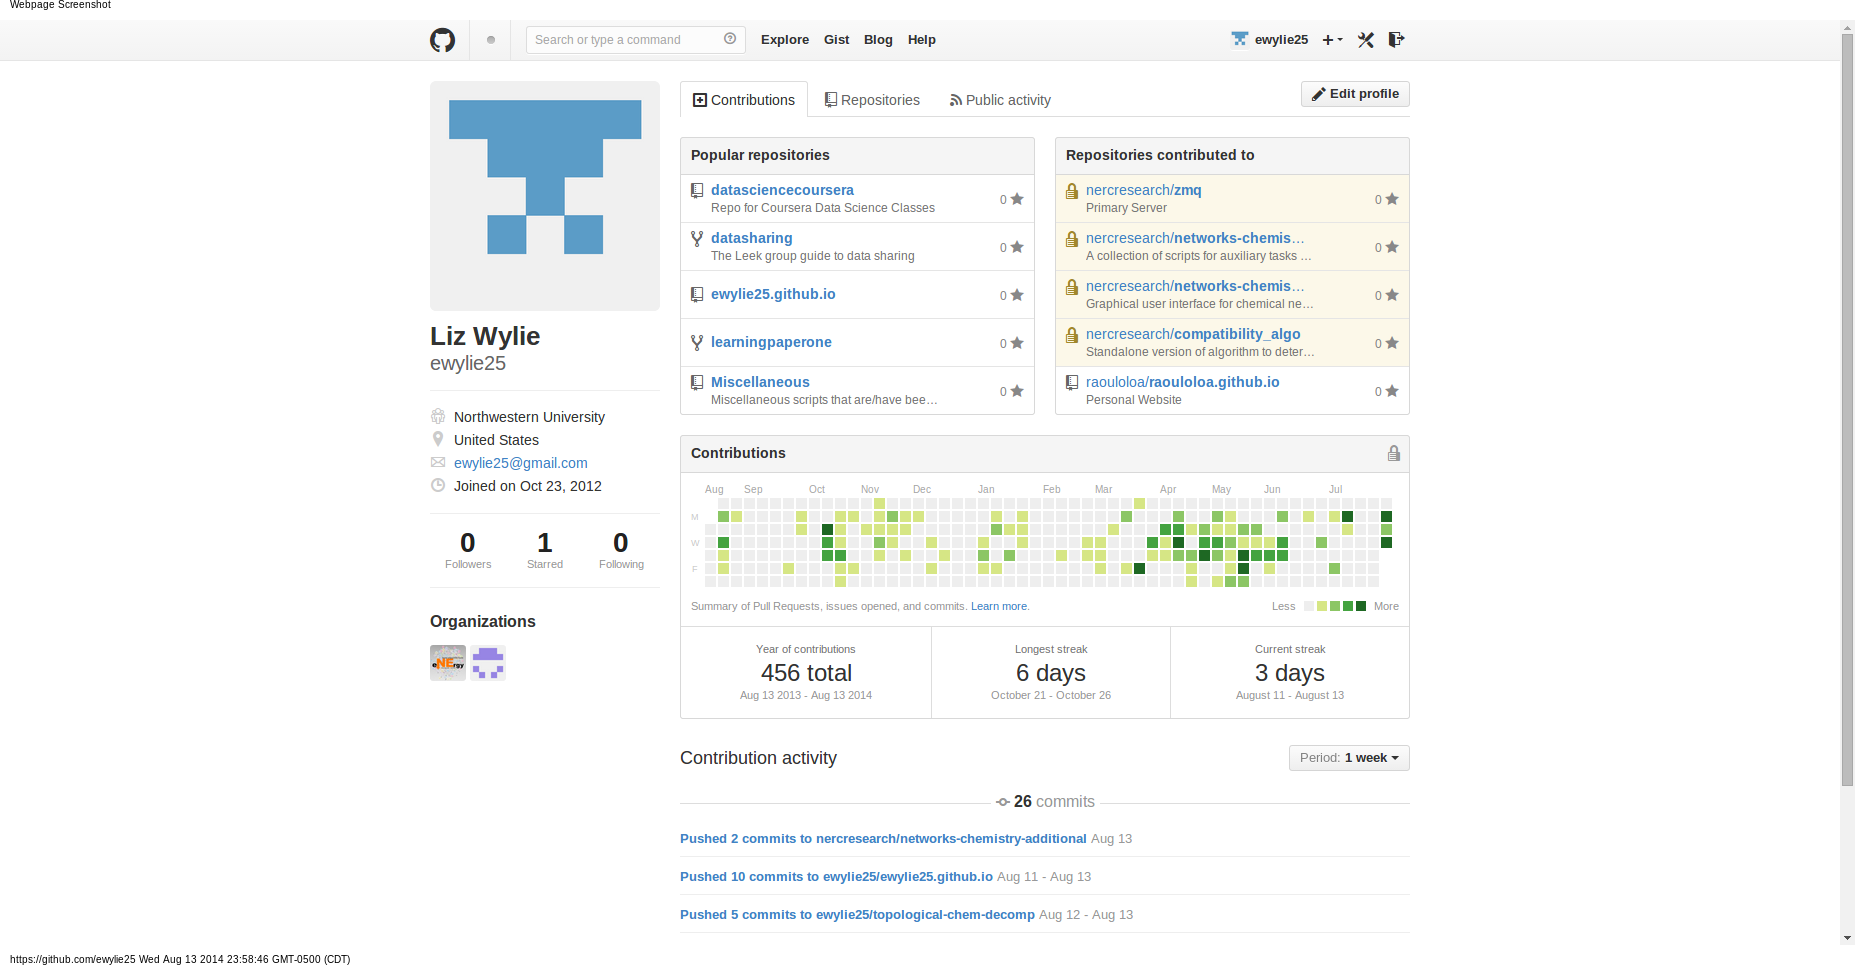 Webpage Screenshot
Search or type a command
Explore Gist Blog Help
ewylie25
Contributions Repositories Public activity
Edit profile
Liz Wylie
ewylie25
Northwestern University
United States
ewylie25@gmail.com
Joined on Oct 23, 2012
0 1 0
Followers Starred Following
Organizations
eNErgy
Popular repositories
datasciencecoursera 0
Repo for Coursera Data Science Classes
datasharing 0
The Leek group guide to data sharing
ewylie25.github.io 0
learningpaperone 0
Miscellaneous 0
Miscellaneous scripts that are/have bee…
Repositories contributed to
nercresearch/zmq 0
Primary Server
nercresearch/networks-chemis… 0
A collection of scripts for auxiliary tasks …
nercresearch/networks-chemis… 0
Graphical user interface for chemical ne…
nercresearch/compatibility_algo 0
Standalone version of algorithm to deter…
raouloloa/raouloloa.github.io 0
Personal Website
Contributions
Aug Sep Oct Nov Dec Jan Feb Mar Apr May Jun Jul
M
W
F
Summary of Pull Requests, issues opened, and commits. Learn more.
Less More
Year of contributions
456 total
Aug 13 2013 - Aug 13 2014
Longest streak
6 days
October 21 - October 26
Current streak
3 days
August 11 - August 13
Contribution activity
Period: 1 week
26 commits
Pushed 2 commits to nercresearch/networks-chemistry-additional Aug 13
Pushed 10 commits to ewylie25/ewylie25.github.io Aug 11 - Aug 13
Pushed 5 commits to ewylie25/topological-chem-decomp Aug 12 - Aug 13
https://github.com/ewylie25 Wed Aug 13 2014 23:58:46 GMT-0500 (CDT)